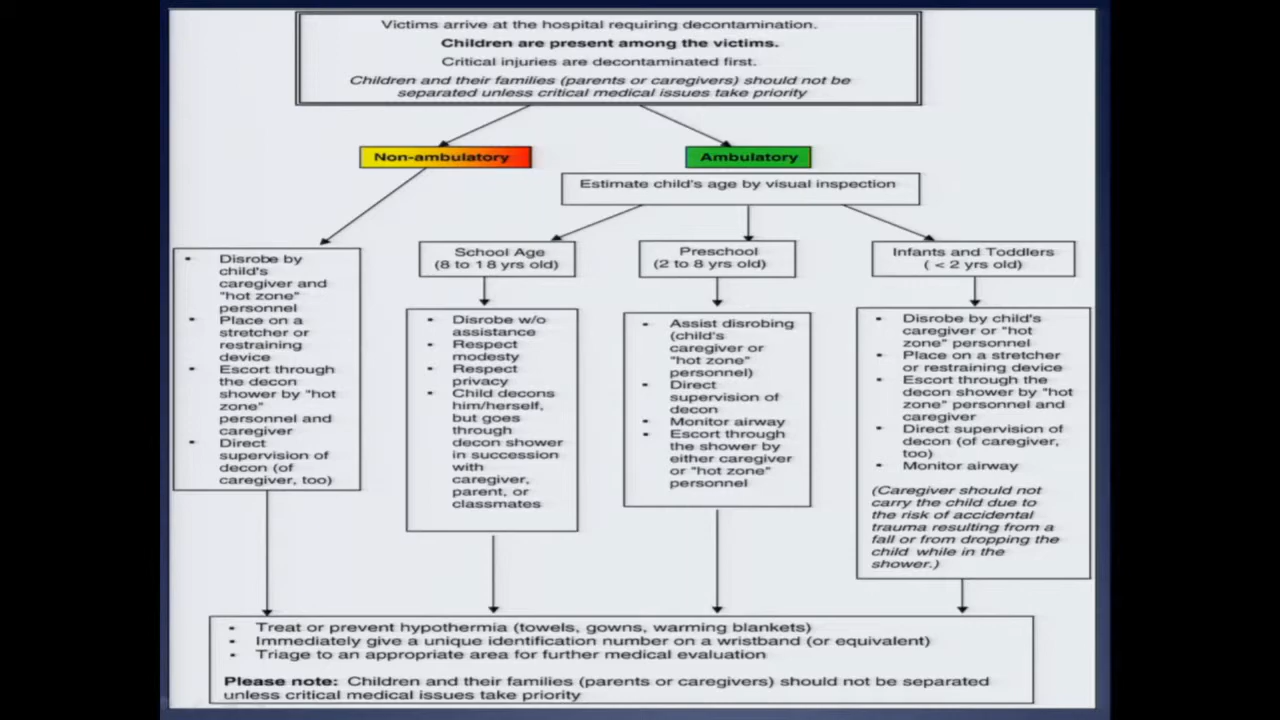 Victims arrive at the hospital requiring decontamination.
Children are present among the victims.
Critical injuries are decontaminated first.
Children and their families (parents or caregivers) should not be
separated unless critical medical issues take priority
Non-ambulatory
Ambulatory
Estimate child's age by visual inspection
• Disrobe by
child's
caregiver and
"hot zone"
personnel
• Place on a
stretcher or
restraining
device
• Escort through
the decon
shower by "hot
zone"
personnel and
caregiver
• Direct
supervision of
decon (of
caregiver, too)
School Age
(8 to 18 yrs old)
• Disrobe w/o
assistance
• Respect
modesty
• Respect
privacy
• Child decons
him/herself,
but goes
through
decon shower
in succession
with
caregiver,
parent, or
classmates
Preschool
(2 to 8 yrs old)
• Assist disrobing
(child's
caregiver or
"hot zone"
personnel)
• Direct
supervision of
decon
• Monitor airway
• Escort through
the shower by
either caregiver
or "hot zone"
personnel
Infants and Toddlers
( < 2 yrs old)
• Disrobe by child's
caregiver or "hot
zone" personnel
• Place on a stretcher
or restraining device
• Escort through the
decon shower by "hot
zone" personnel and
caregiver
• Direct supervision of
decon (of caregiver,
too)
• Monitor airway
(Caregiver should not
carry the child due to
the risk of accidental
trauma resulting from a
fall or from dropping the
child while in the
shower.)
• Treat or prevent hypothermia (towels, gowns, warming blankets)
• Immediately give a unique identification number on a wristband (or equivalent)
• Triage to an appropriate area for further medical evaluation
Please note: Children and their families (parents or caregivers) should not be separated
unless critical medical issues take priority